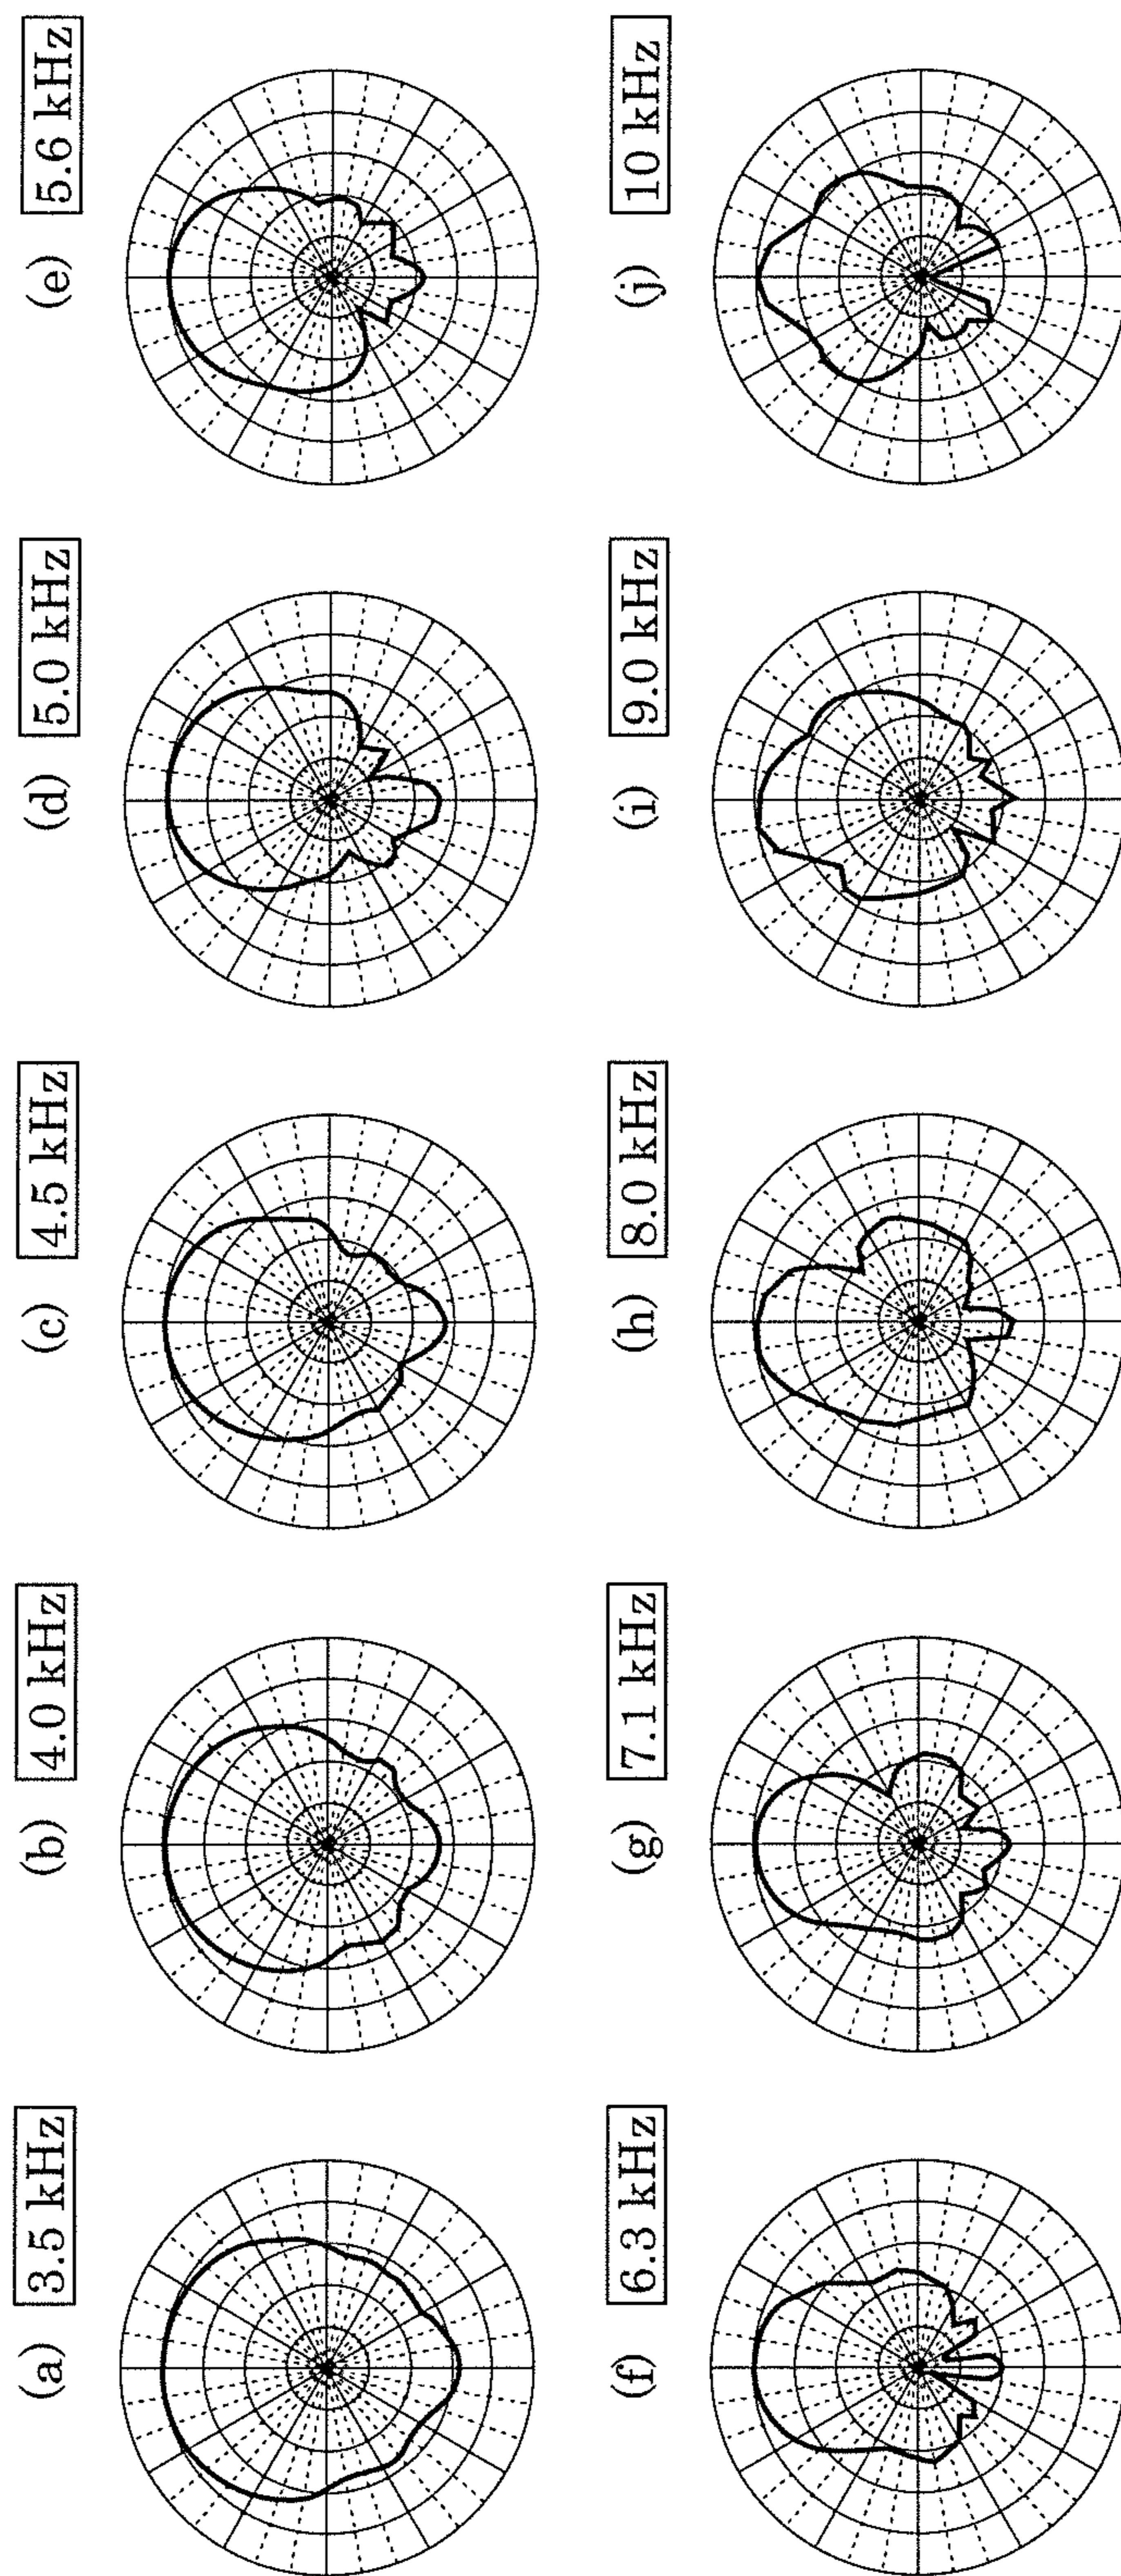 (a) 3.5 kHz
(b) 4.0 kHz
(c) 4.5 kHz
(d) 5.0 kHz
(e) 5.6 kHz
(f) 6.3 kHz
(g) 7.1 kHz
(h) 8.0 kHz
(i) 9.0 kHz
(j) 10 kHz